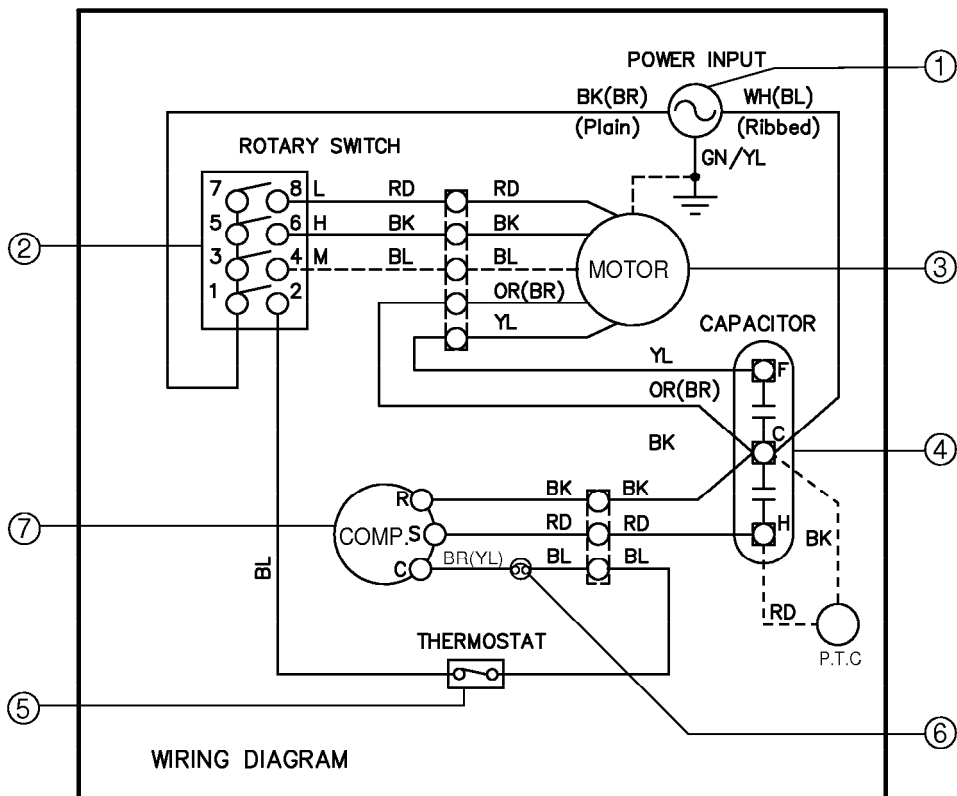 POWER INPUT
1
BK(BR)
WH(BL)
(Plain)
(Ribbed)
ROTARY SWITCH
GN/YL
7
8
L
RD
RD
2
5
6
H
BK
BK
3
4
M
BL
BL
MOTOR
3
1
2
OR(BR)
YL
CAPACITOR
YL
F
OR(BR)
C
BK
4
R
BK
BK
7
COMP.
S
RD
RD
H
BK
C
BR(YL)
BL
BL
BL
RD
THERMOSTAT
P.T.C
5
6
WIRING DIAGRAM